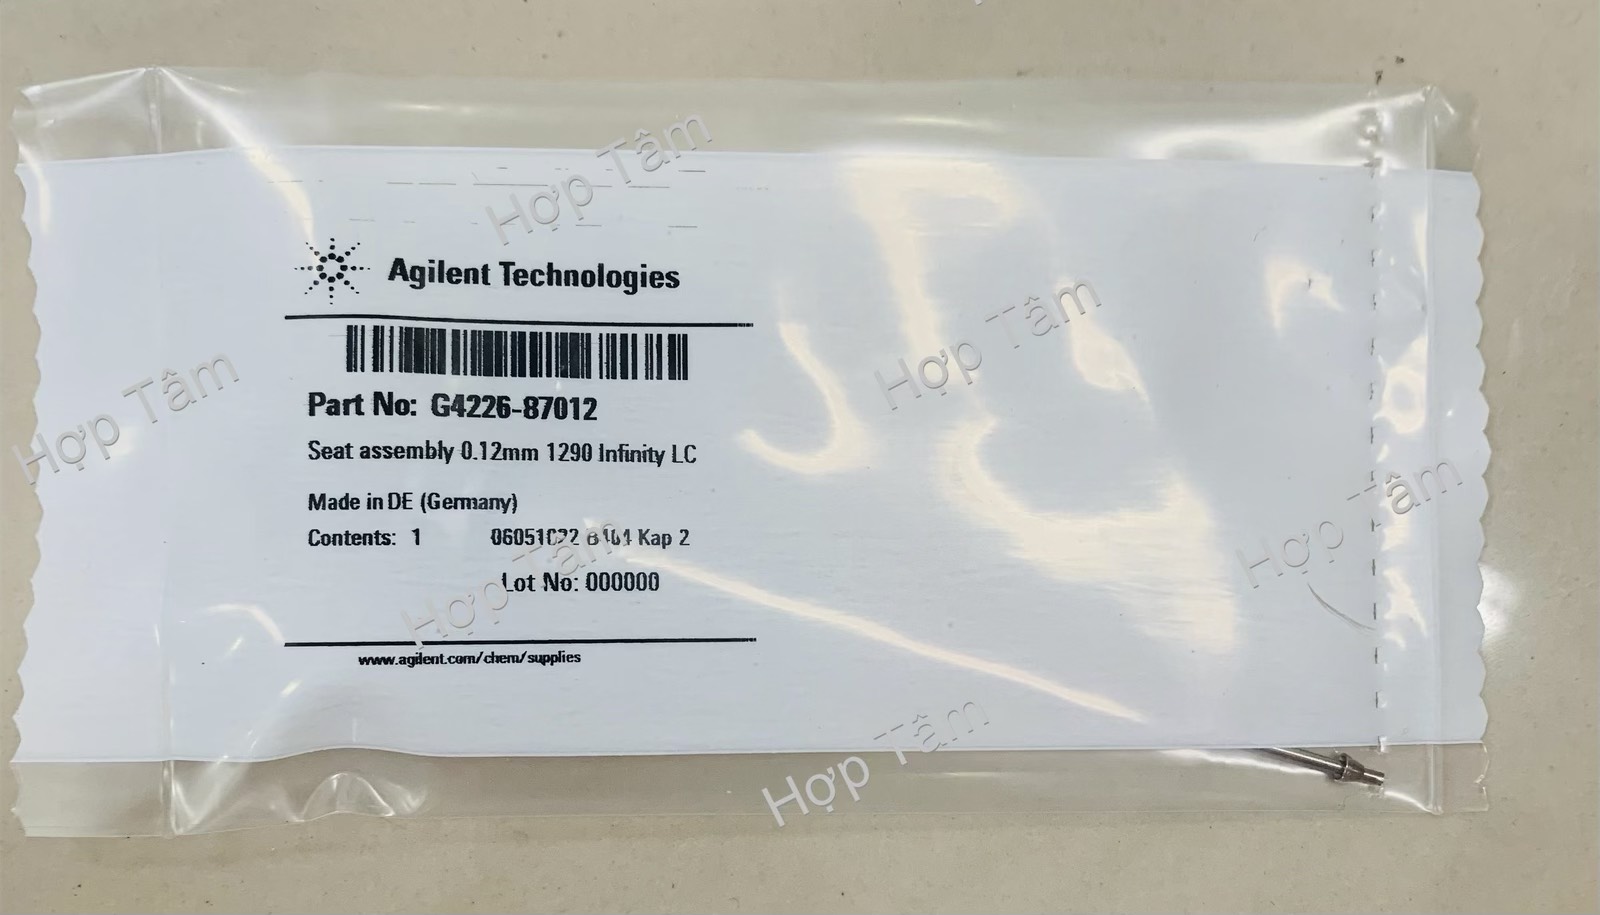 Agilent Technologies
Part No: G4226-87012
Seat assembly 0.12mm 1290 Infinity LC
Made in DE (Germany)
Contents: 1 Kap 2
Lot No: 000000
www.agilent.com/chem/supplies
Hợp Tâm
Hợp Tâm
Hợp Tâm
Hợp Tâm
Hợp Tâm
Hợp Tâm